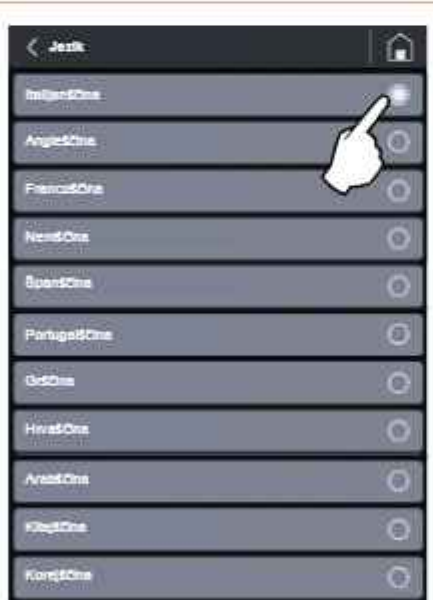 Jezik
Italijanščina
Angleščina
Francoščina
Nemščina
Španščina
Portugalščina
Grščina
Hrvaščina
Arabščina
Kitajščina
Korejščina